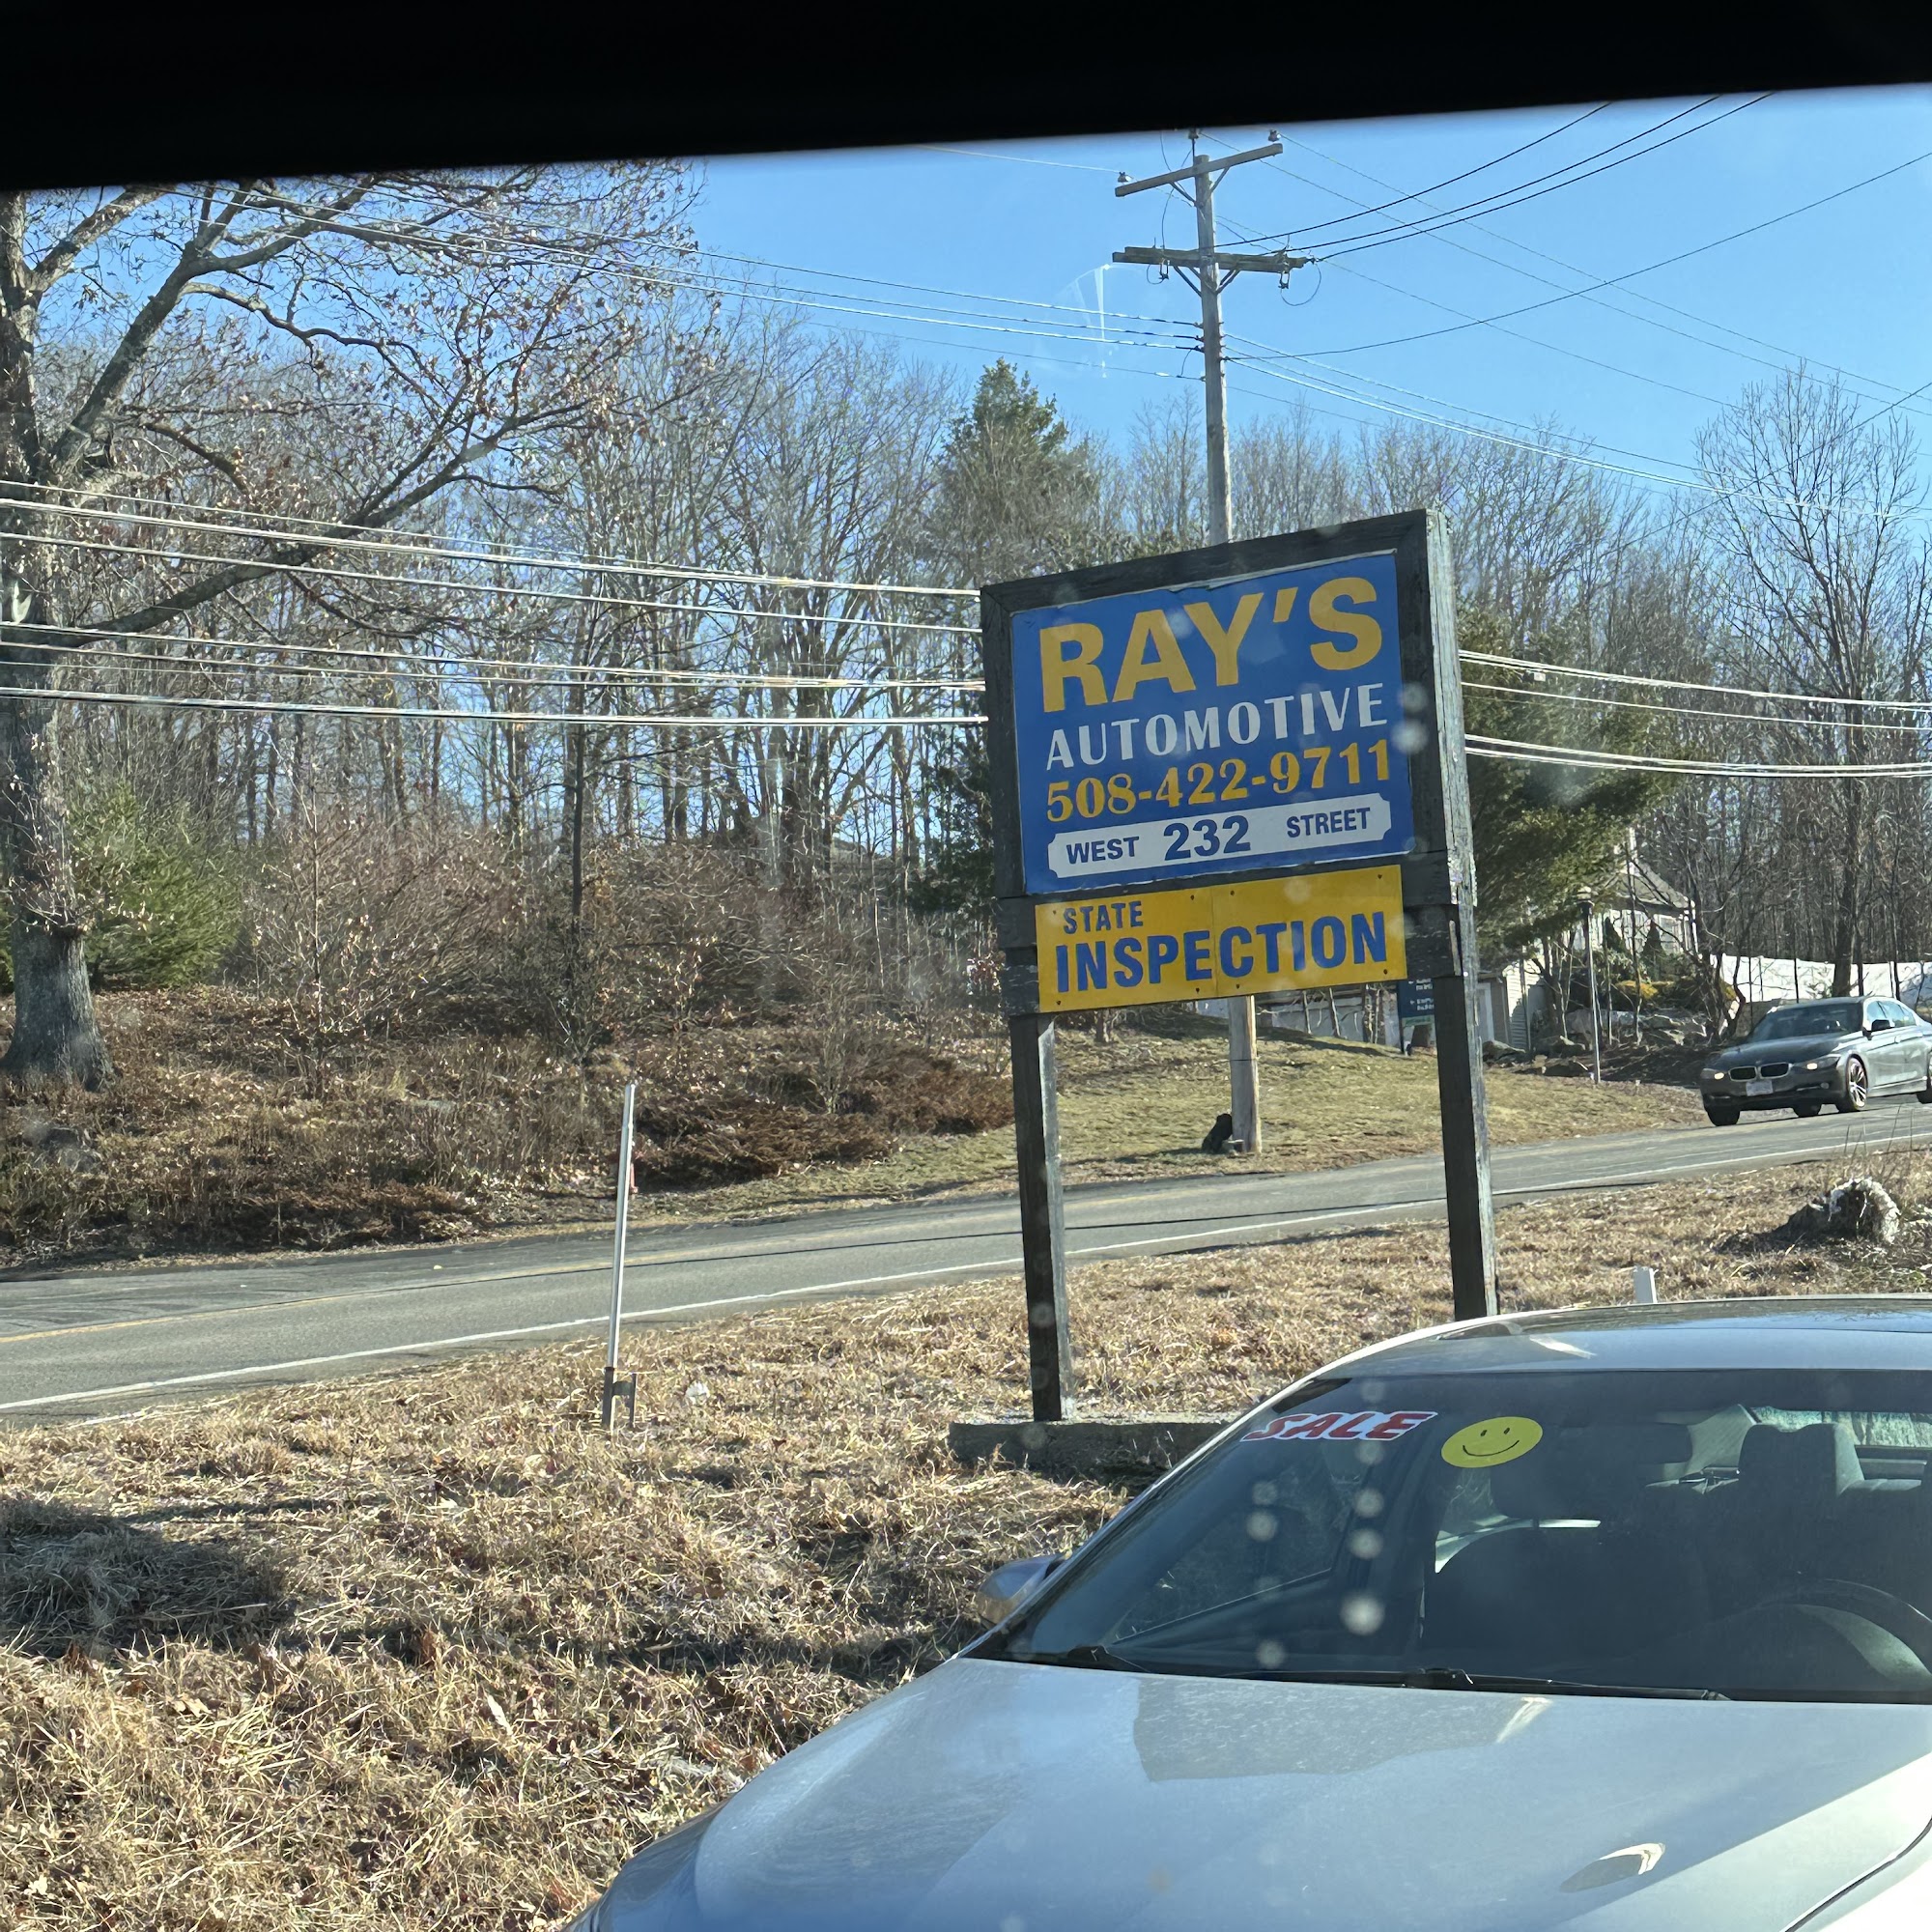 RAY'S
AUTOMOTIVE
508-422-9711
WEST 232 STREET
STATE
INSPECTION
SALE